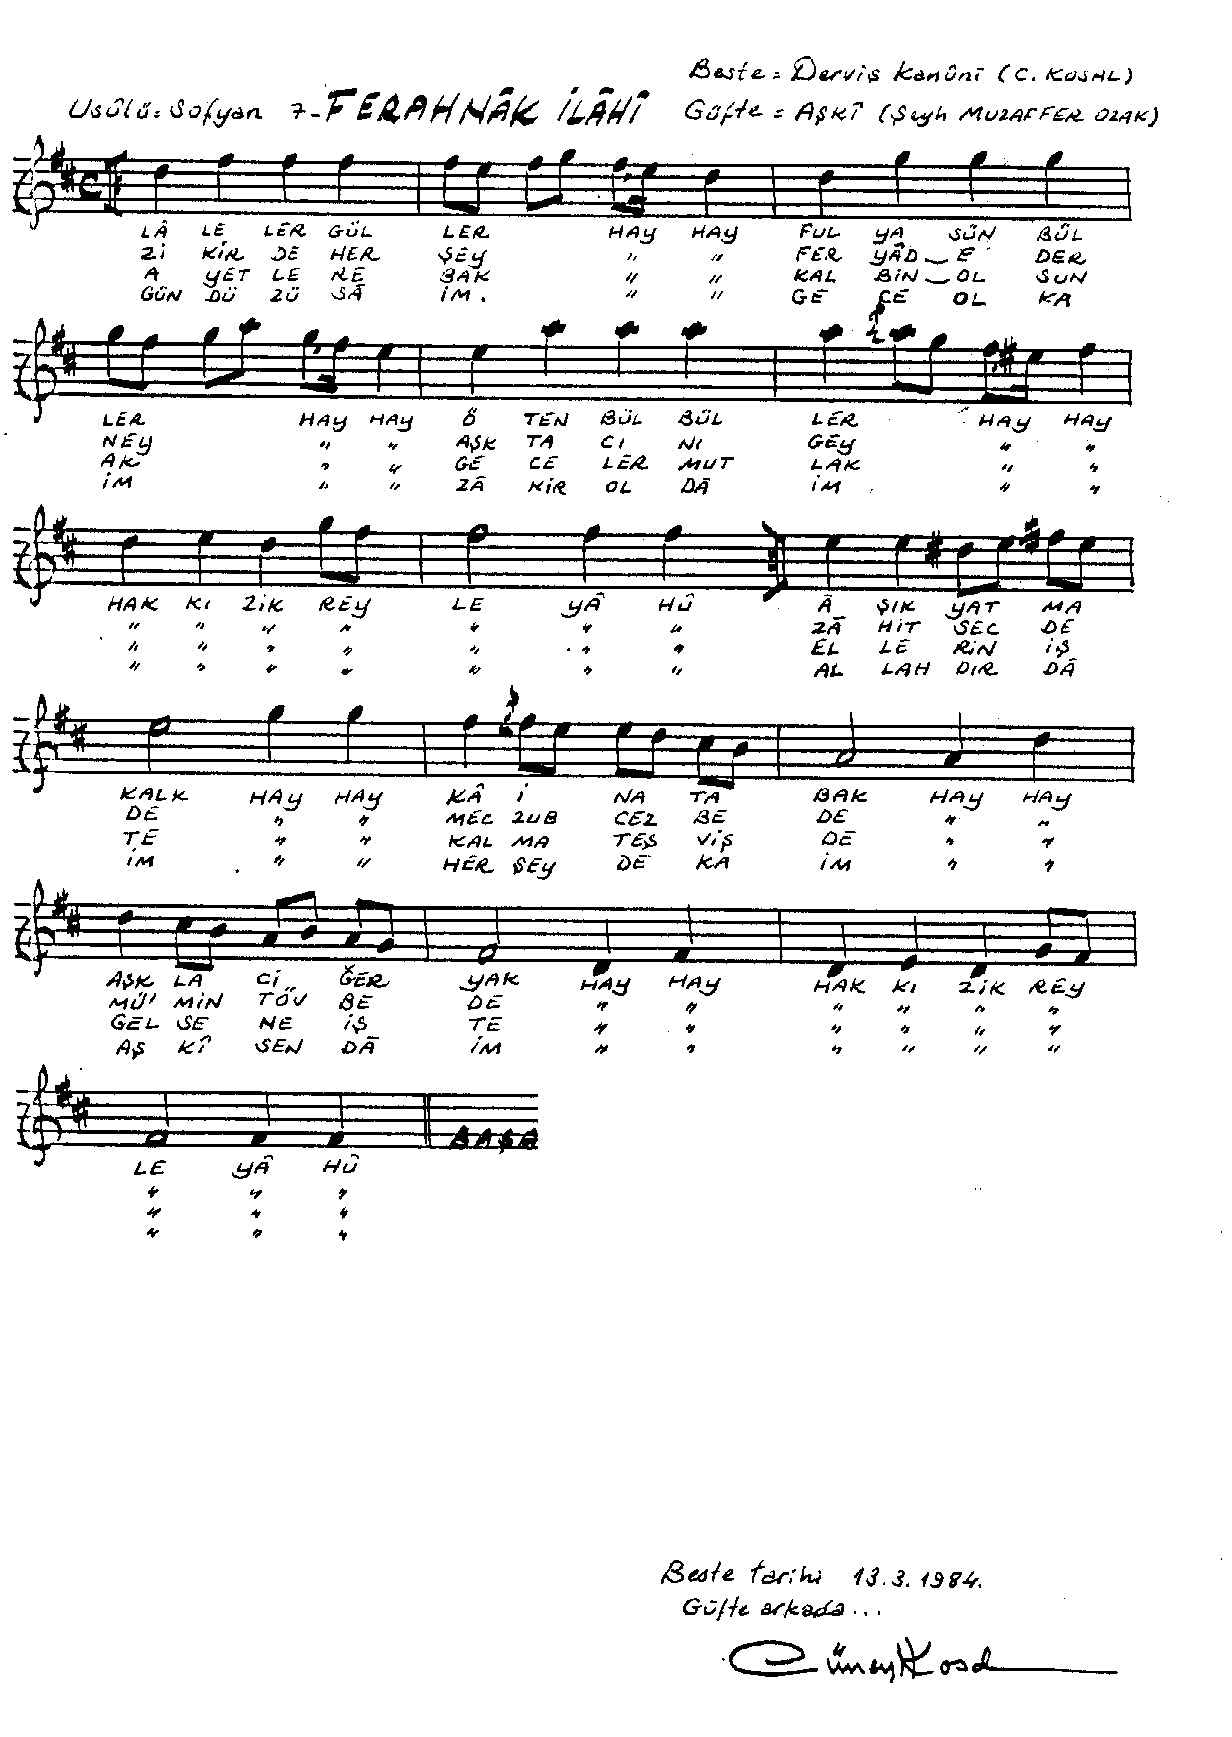 Beste = Derviş Kanûnî (C. KOSAL)
Usûlü: Sofyan 7- FERAHNÂK İLÂHÎ Güfte = AŞKÎ (Şeyh MUZAFFER OZAK)
LÂ LE LER GÜL LER HAY HAY FUL YA SÜN BÜL
Zİ KİR DE HER ŞEY " " FER YÂD E DER
A YET LE RE BAK " " KAL BİN OL SUN
GÜN DÜ ZÜ SÂ İM. " " GE CE OL KA
LER HAY HAY Ö TEN BÜL BÜL LER HAY HAY
NEY " " AŞK TA CI NI GEY " "
AK " " GE CE LER MUT LAK " "
İM " " ZÂ KİR OL DÂ İM " "
HAK KI ZİK REY LE YÂ HÛ Â ŞIK YAT MA
" " " " " " " ZÂ HİT SEC DE
" " " " " " " EL LE RİN İŞ
" " " " " " " AL LAH DIR DÂ
KALK HAY HAY KÂ İ NA TA BAK HAY HAY
DE " " MEC ZUB CEZ BE DE " "
TE " " KAL MA TEŞ VİŞ DE " "
İM " " HER ŞEY DE KA İM " "
AŞK LA Cİ ĞER YAK HAY HAY HAK KI ZİK REY
MÜ' MİN TÖV BE DE " " " " " "
GEL SE NE İŞ TE " " " " " "
AŞ KÎ SEN DÂ İM " " " " " "
BAŞA
LE YÂ HÛ
" " "
" " "
" " "
Beste tarihi 13.3.1984.
Güfte arkada...
Cüneyt Kosal